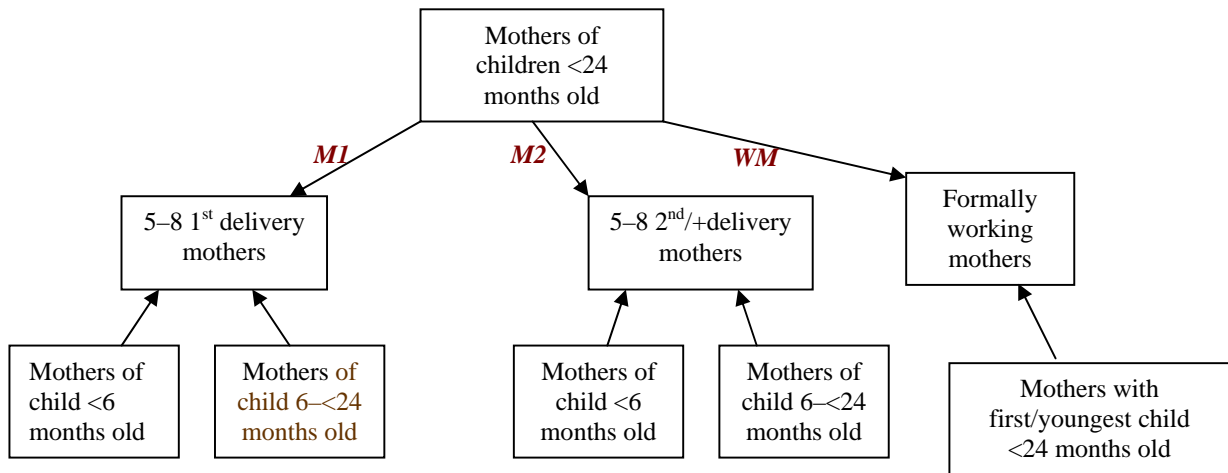 Mothers of
children <24
months old
M1
M2
WM
5–8 1st delivery
mothers
5–8 2nd/+delivery
mothers
Formally
working
mothers
Mothers of
child <6
months old
Mothers of
child 6–<24
months old
Mothers of
child <6
months old
Mothers of
child 6–<24
months old
Mothers with
first/youngest child
<24 months old